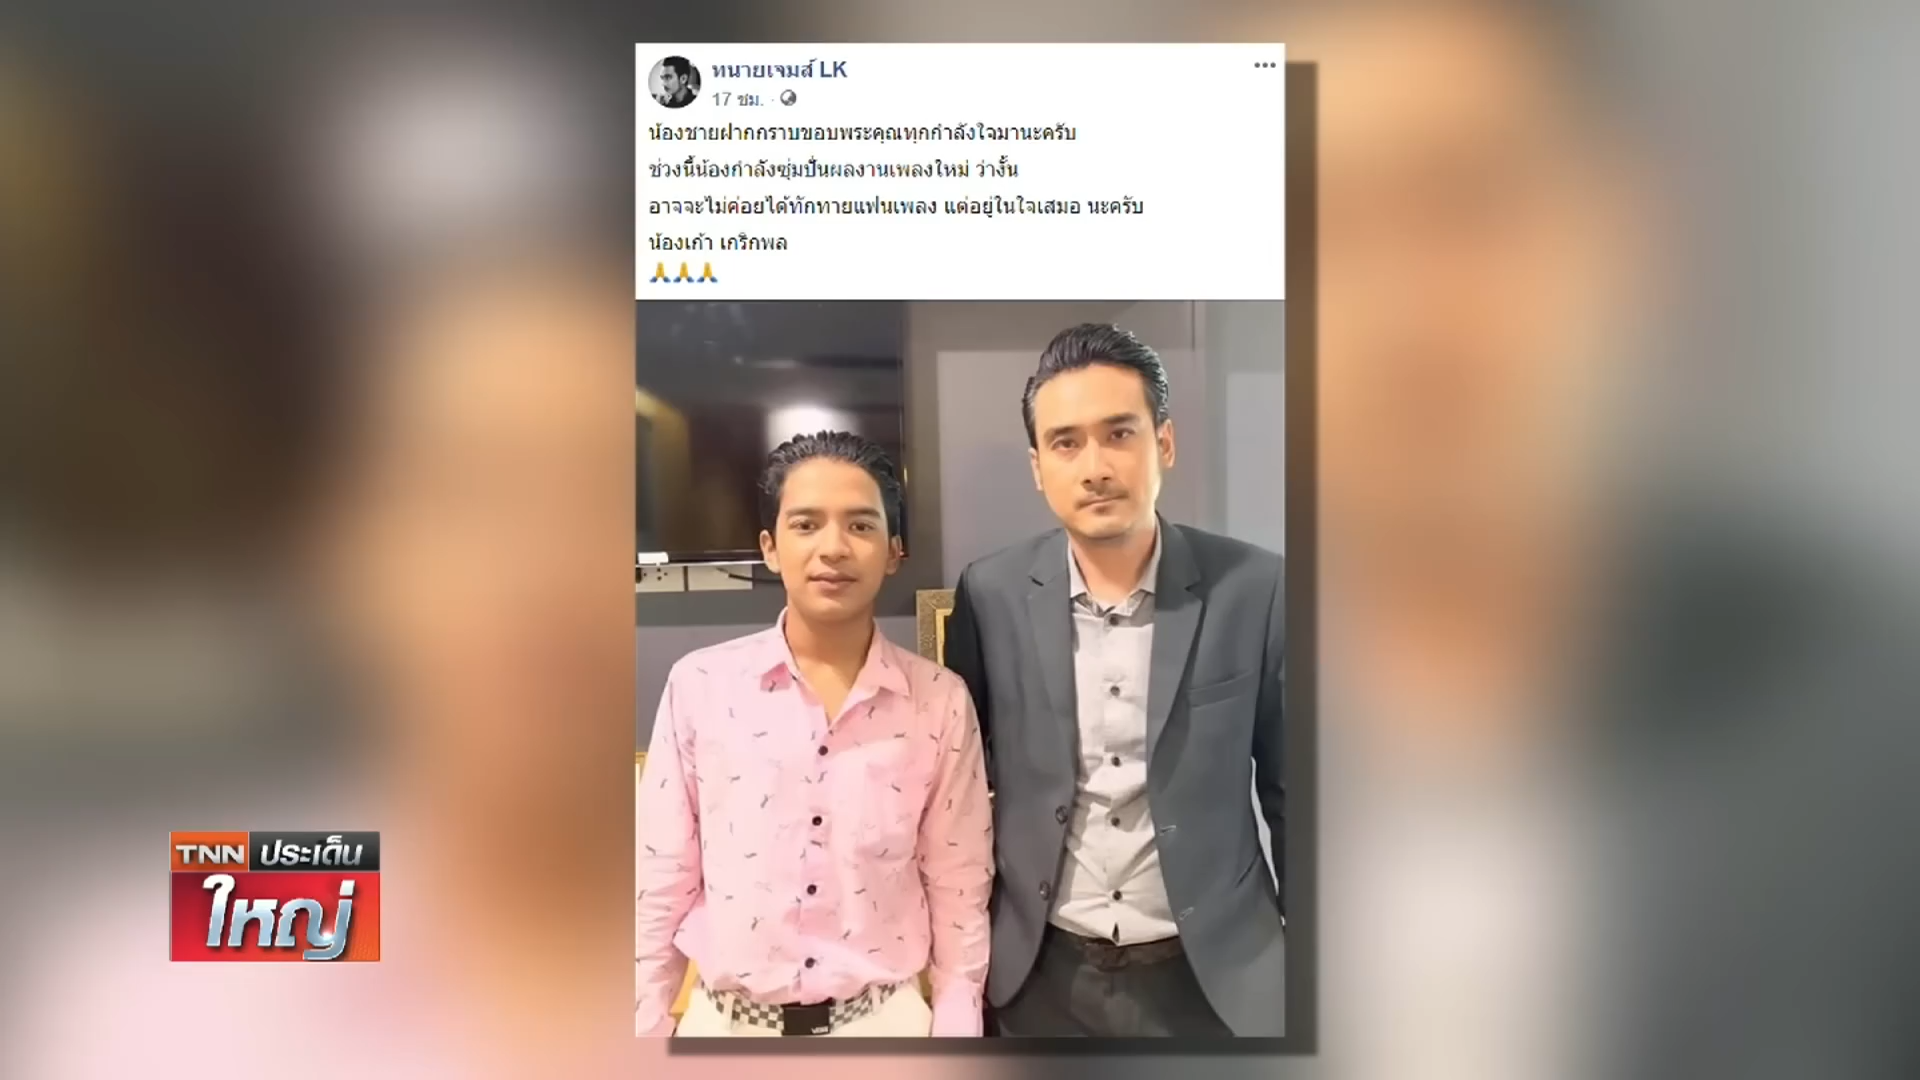 ทนายเจมส์ LK
17 ชม.
น้องชายฝากกราบขอบพระคุณทุกกำลังใจมานะครับ
ช่วงนี้น้องกำลังซุ่มปั่นผลงานเพลงใหม่ ว่างั้น
อาจจะไม่ค่อยได้ทักทายแฟนเพลง แต่อยู่ในใจเสมอ นะครับ
น้องเก้า เกริกพล
🙏🙏🙏
TNN ประเด็น
ใหญ่